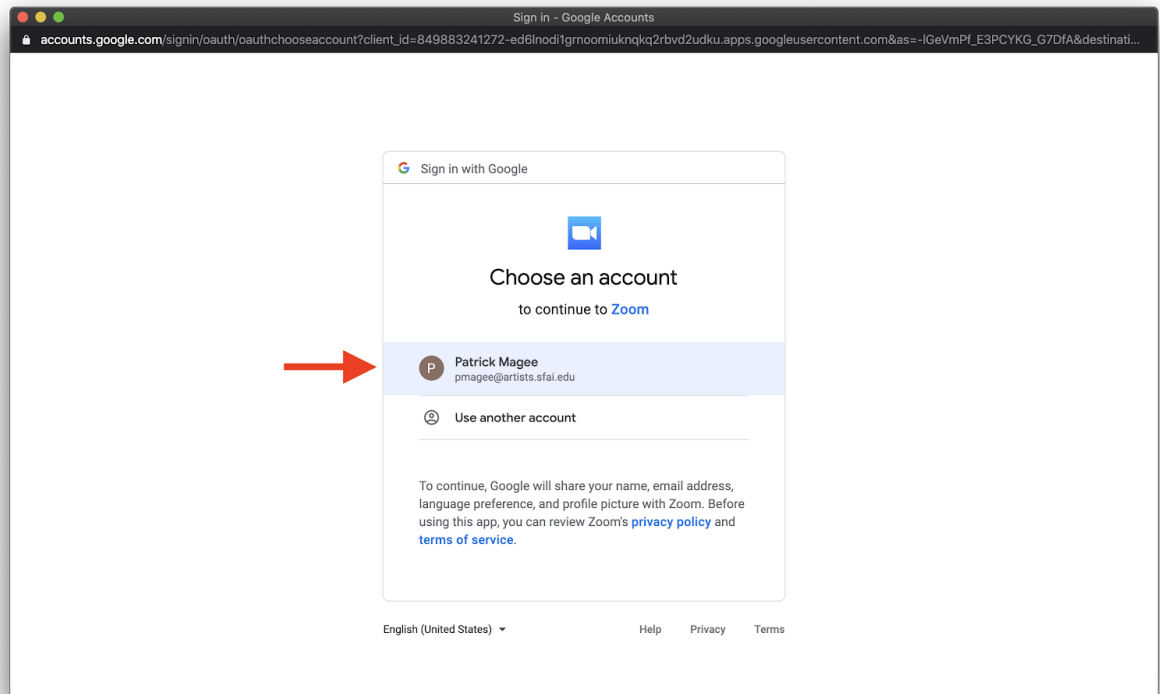 Sign in - Google Accounts
accounts.google.com/signin/oauth/oauthchooseaccount?client_id=849883241272-ed6lnodi1grnoomiuknqkq2rbvd2udku.apps.googleusercontent.com&as=-IGeVmPf_E3PCYKG_G7DfA&destinati...
Sign in with Google
Choose an account
to continue to Zoom
P
Patrick Magee
pmagee@artists.sfai.edu
Use another account
To continue, Google will share your name, email address,
language preference, and profile picture with Zoom. Before
using this app, you can review Zoom's privacy policy and
terms of service.
English (United States) Help Privacy Terms